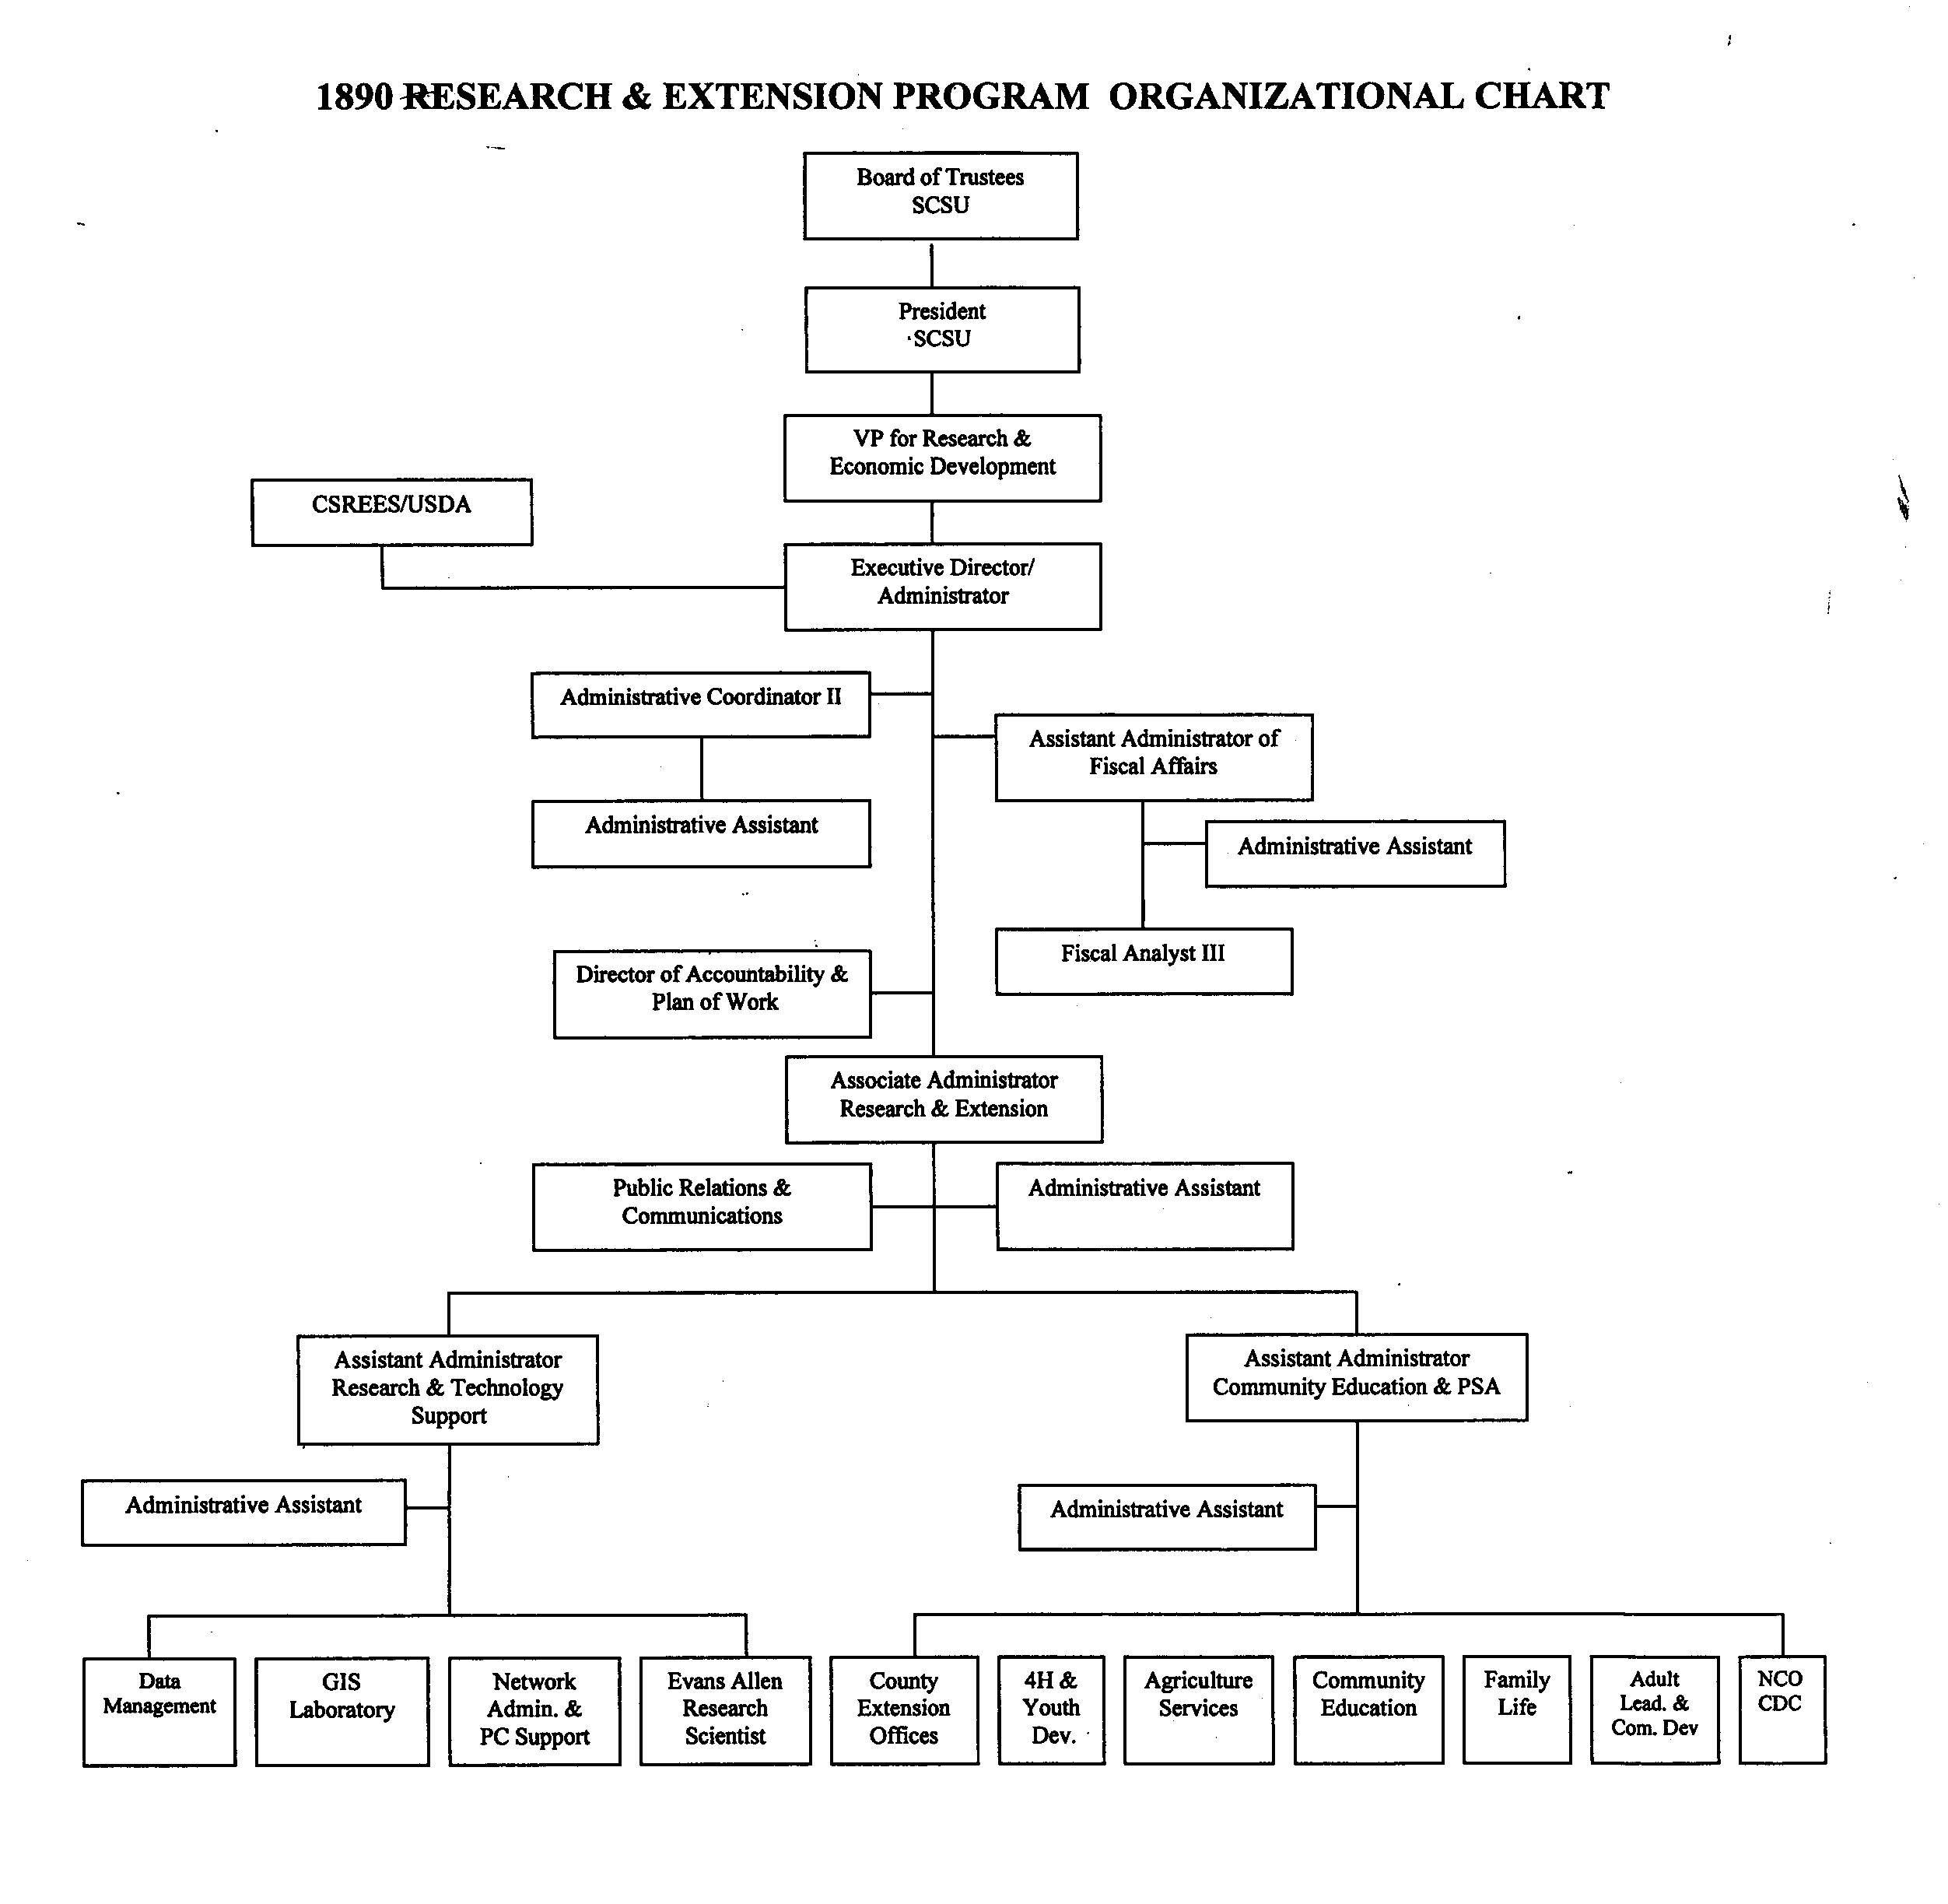 1890 RESEARCH & EXTENSION PROGRAM ORGANIZATIONAL CHART
Board of Trustees
SCSU
President
SCSU
VP for Research &
Economic Development
CSREES/USDA
Executive Director/
Administrator
Administrative Coordinator II
Assistant Administrator of
Fiscal Affairs
Administrative Assistant
Administrative Assistant
Fiscal Analyst III
Director of Accountability &
Plan of Work
Associate Administrator
Research & Extension
Public Relations &
Communications
Administrative Assistant
Assistant Administrator
Research & Technology
Support
Assistant Administrator
Community Education & PSA
Administrative Assistant
Administrative Assistant
Data
Management
GIS
Laboratory
Network
Admin. &
PC Support
Evans Allen
Research
Scientist
County
Extension
Offices
4H &
Youth
Dev.
Agriculture
Services
Community
Education
Family
Life
Adult
Lead. &
Com. Dev
NCO
CDC